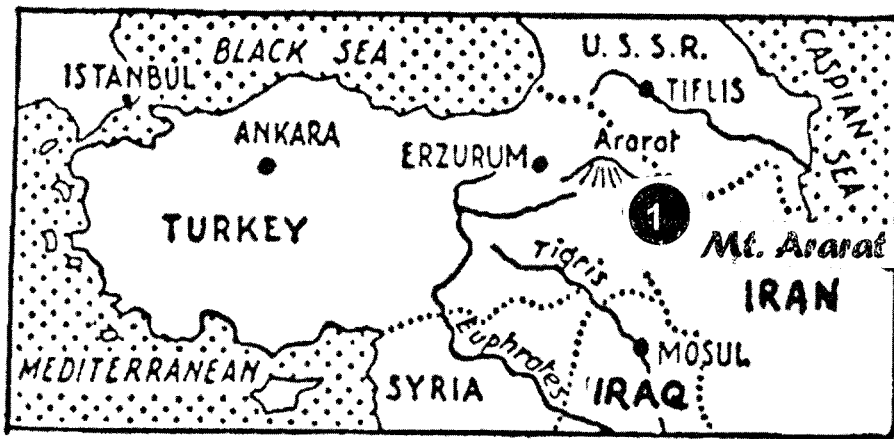 BLACK SEA
U. S. S. R.
CASPIAN SEA
ISTANBUL
TIFLIS
ANKARA
ERZURUM
Ararat
1
TURKEY
Mt. Ararat
Tigris
IRAN
Euphrates
MOSUL
MEDITERRANEAN
SYRIA
IRAQ